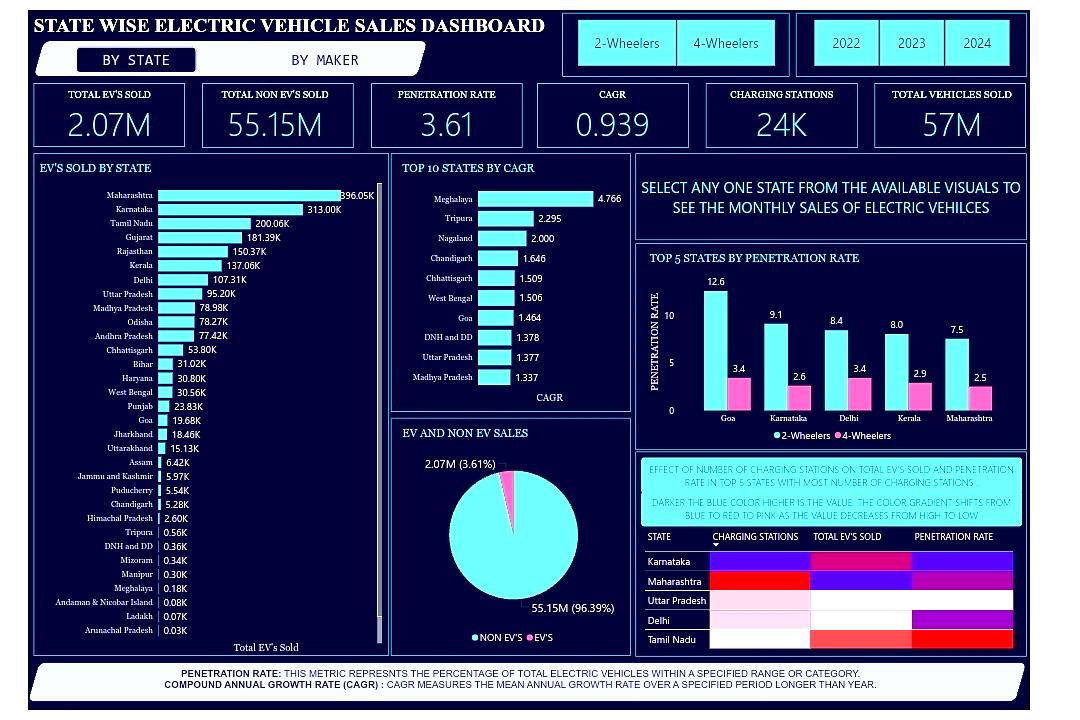 STATE WISE ELECTRIC VEHICLE SALES DASHBOARD
BY STATE
BY MAKER
2-Wheelers
4-Wheelers
2022
2023
2024
TOTAL EV'S SOLD
2.07M
TOTAL NON EV'S SOLD
55.15M
PENETRATION RATE
3.61
CAGR
0.939
CHARGING STATIONS
24K
TOTAL VEHICLES SOLD
57M
EV'S SOLD BY STATE
Maharashtra 396.05K
Karnataka 313.00K
Tamil Nadu 200.06K
Gujarat 181.39K
Rajasthan 150.37K
Kerala 137.06K
Delhi 107.31K
Uttar Pradesh 95.20K
Madhya Pradesh 78.98K
Odisha 78.27K
Andhra Pradesh 77.42K
Chhattisgarh 53.80K
Bihar 31.02K
Haryana 30.80K
West Bengal 30.56K
Punjab 23.83K
Goa 19.68K
Jharkhand 18.46K
Uttarakhand 15.13K
Assam 6.42K
Jammu and Kashmir 5.97K
Puducherry 5.54K
Chandigarh 5.28K
Himachal Pradesh 2.60K
Tripura 0.56K
DNH and DD 0.36K
Mizoram 0.34K
Manipur 0.30K
Meghalaya 0.18K
Andaman & Nicobar Island 0.08K
Ladakh 0.07K
Arunachal Pradesh 0.03K
Total Ev's Sold
TOP 10 STATES BY CAGR
Meghalaya 4.766
Tripura 2.295
Nagaland 2.000
Chandigarh 1.646
Chhattisgarh 1.509
West Bengal 1.506
Goa 1.464
DNH and DD 1.378
Uttar Pradesh 1.377
Madhya Pradesh 1.337
CAGR
EV AND NON EV SALES
2.07M (3.61%)
55.15M (96.39%)
NON EV'S EV'S
SELECT ANY ONE STATE FROM THE AVAILABLE VISUALS TO
SEE THE MONTHLY SALES OF ELECTRIC VEHILCES
TOP 5 STATES BY PENETRATION RATE
PENETRATION RATE
10
5
0
12.6 3.4
9.1 2.6
8.4 3.4
8.0 2.9
7.5 2.5
Goa Karnataka Delhi Kerala Maharashtra
2-Wheelers 4-Wheelers
EFFECT OF NUMBER OF CHARGING STATIONS ON TOTAL EV'S SOLD AND PENETRATION
RATE IN TOP 5 STATES WITH MOST NUMBER OF CHARGING STATIONS
DARKER THE BLUE COLOR HIGHER IS THE VALUE. THE COLOR GRADIENT SHIFTS FROM
BLUE TO RED TO PINK AS THE VALUE DECREASES FROM HIGH TO LOW
STATE CHARGING STATIONS TOTAL EV'S SOLD PENETRATION RATE
Karnataka
Maharashtra
Uttar Pradesh
Delhi
Tamil Nadu
PENETRATION RATE: THIS METRIC REPRESNTS THE PERCENTAGE OF TOTAL ELECTRIC VEHICLES WITHIN A SPECIFIED RANGE OR CATEGORY.
COMPOUND ANNUAL GROWTH RATE (CAGR) : CAGR MEASURES THE MEAN ANNUAL GROWTH RATE OVER A SPECIFIED PERIOD LONGER THAN YEAR.